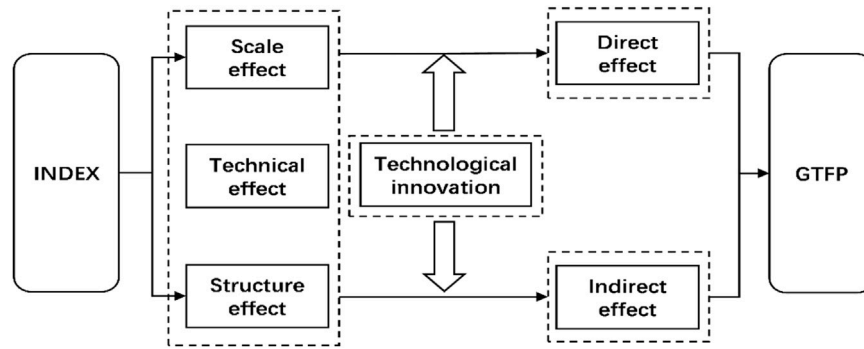 INDEX
Scale
effect
Technical
effect
Structure
effect
Technological
innovation
Direct
effect
Indirect
effect
GTFP